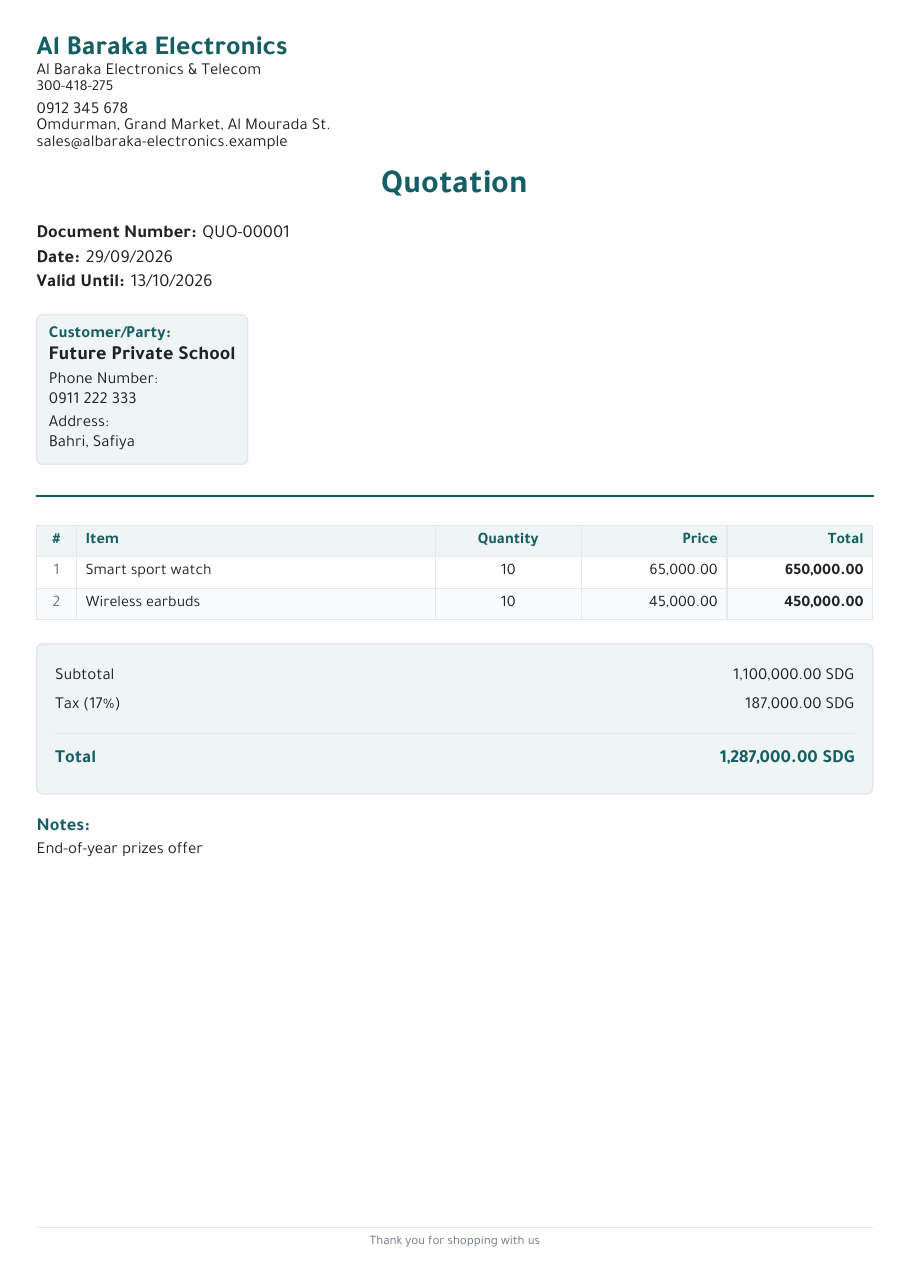 Al Baraka Electronics
Al Baraka Electronics & Telecom
300-418-275
0912 345 678
Omdurman, Grand Market, Al Mourada St.
sales@albaraka-electronics.example
Quotation
Document Number: QUO-00001
Date: 29/09/2026
Valid Until: 13/10/2026
Customer/Party:
Future Private School
Phone Number:
0911 222 333
Address:
Bahri, Safiya
# Item Quantity Price Total
1 Smart sport watch 10 65,000.00 650,000.00
2 Wireless earbuds 10 45,000.00 450,000.00
Subtotal 1,100,000.00 SDG
Tax (17%) 187,000.00 SDG
Total 1,287,000.00 SDG
Notes:
End-of-year prizes offer
Thank you for shopping with us